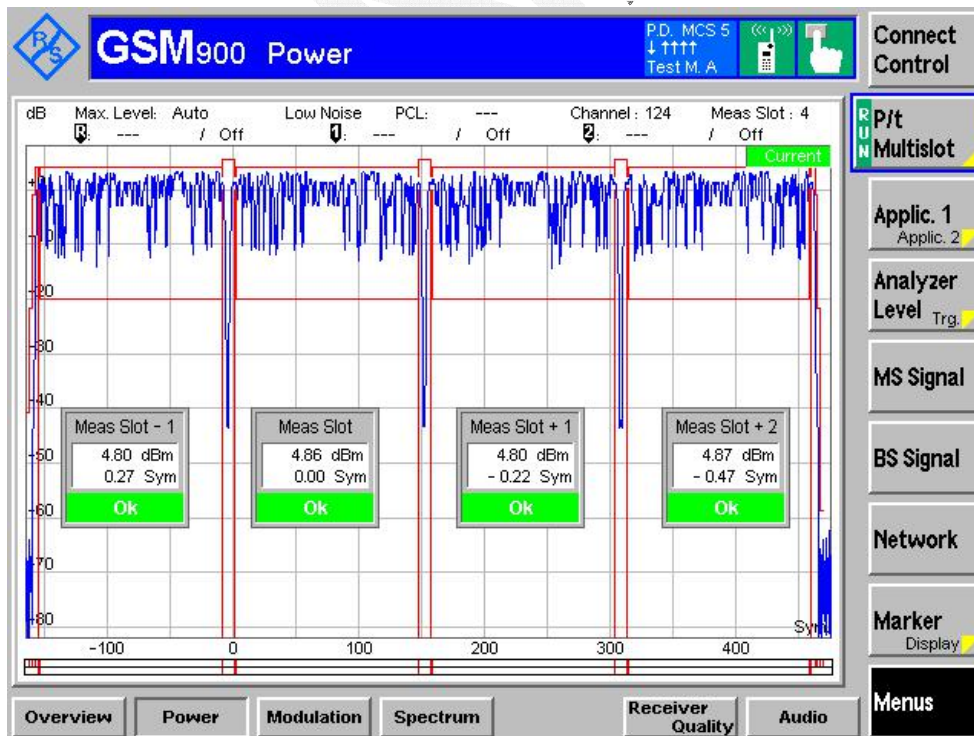 R&S
GSM900 Power
P.D. MCS 5
↓ ↑↑↑↑
Test M. A
Connect
Control
dB Max. Level: Auto Low Noise PCL: --- Channel : 124 Meas Slot : 4
R: --- / Off 1: --- / Off 2: --- / Off
Current
RUN
P/t
Multislot
Applic. 1
Applic. 2
Analyzer
Level Trg.
MS Signal
BS Signal
Network
Marker
Display
Menus
-20
-30
-40
-50
-60
-70
-80
Meas Slot - 1
4.80 dBm
0.27 Sym
Ok
Meas Slot
4.86 dBm
0.00 Sym
Ok
Meas Slot + 1
4.80 dBm
- 0.22 Sym
Ok
Meas Slot + 2
4.87 dBm
- 0.47 Sym
Ok
-100 0 100 200 300 400
Overview Power Modulation Spectrum Receiver Quality Audio